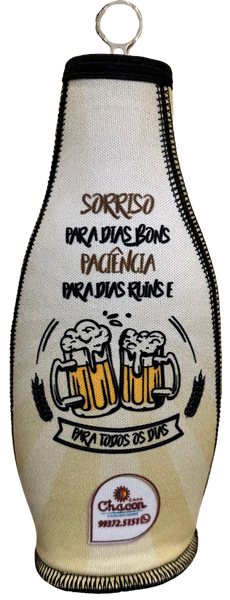 SORRISO
PARA DIAS BONS
PACIÊNCIA
PARA DIAS RUINS E
PARA TODOS OS DIAS
CASA
Chacon
99372.5151